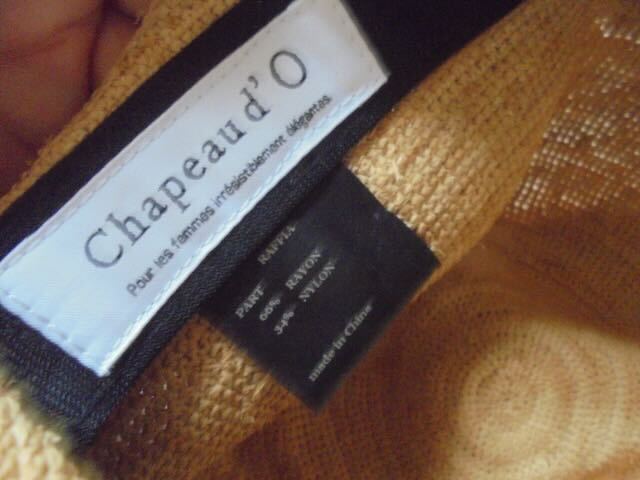 Chapeau d' O
Pour les femmes irrésistiblement élégantes
RAFFIA
PART
66% RAYON
34% NYLON
made in China